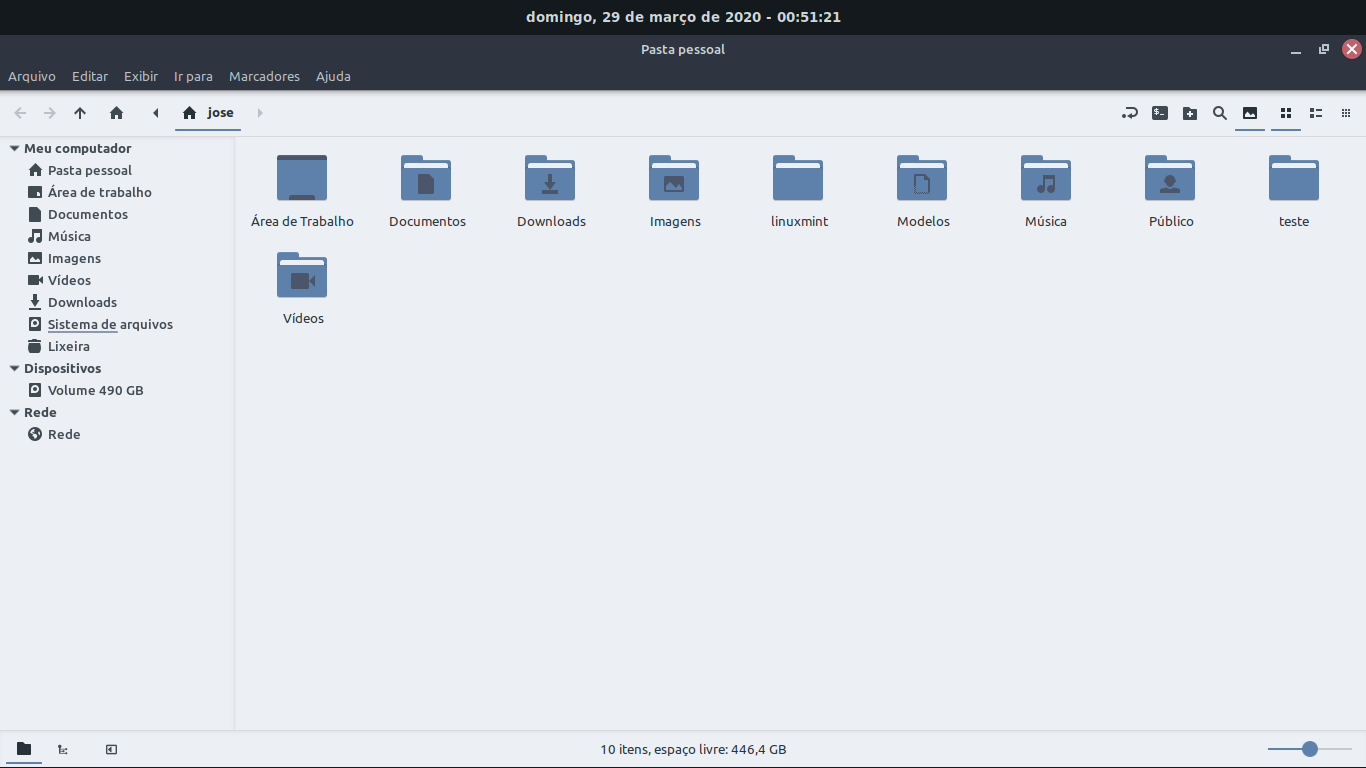 domingo, 29 de março de 2020 - 00:51:21
Pasta pessoal
Arquivo Editar Exibir Ir para Marcadores Ajuda
jose
Meu computador
Pasta pessoal
Área de trabalho
Documentos
Música
Imagens
Vídeos
Downloads
Sistema de arquivos
Lixeira
Dispositivos
Volume 490 GB
Rede
Rede
Área de Trabalho Documentos Downloads Imagens linuxmint Modelos Música Público teste
Vídeos
10 itens, espaço livre: 446,4 GB